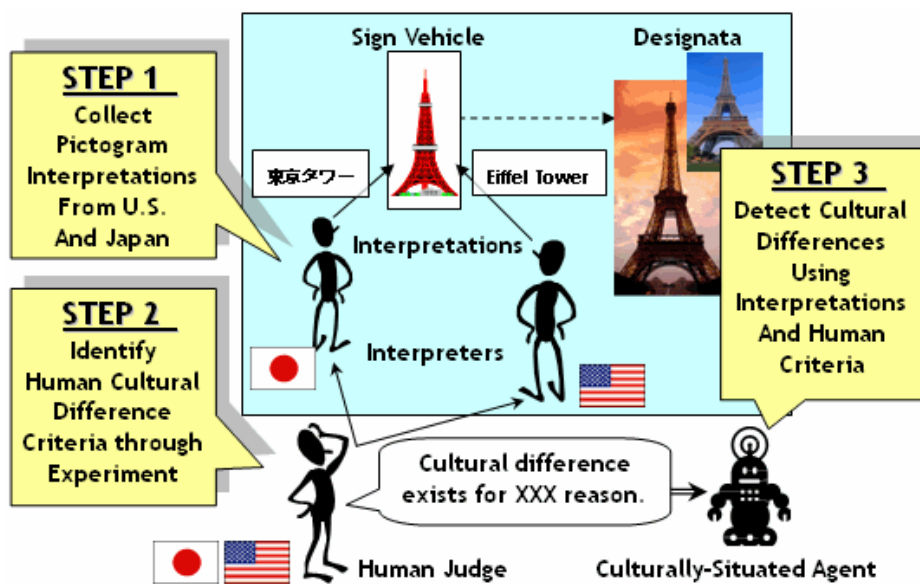 Sign Vehicle
Designata
STEP 1
Collect
Pictogram
Interpretations
From U.S.
And Japan
東京タワー
Eiffel Tower
Interpretations
Interpreters
STEP 2
Identify
Human Cultural
Difference
Criteria through
Experiment
STEP 3
Detect Cultural
Differences
Using
Interpretations
And Human
Criteria
Cultural difference
exists for XXX reason.
Human Judge
Culturally-Situated Agent